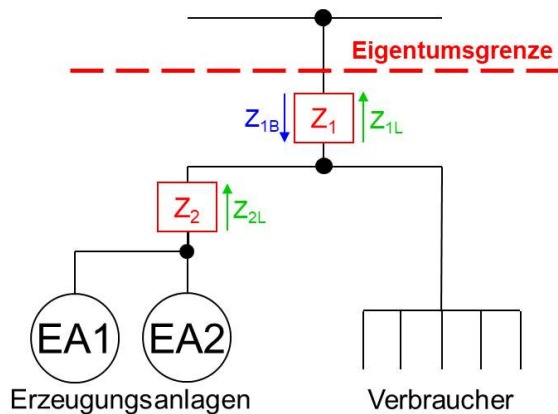 Eigentumsgrenze
Z1B Z1 Z1L
Z2 Z2L
EA1 EA2
Erzeugungsanlagen Verbraucher